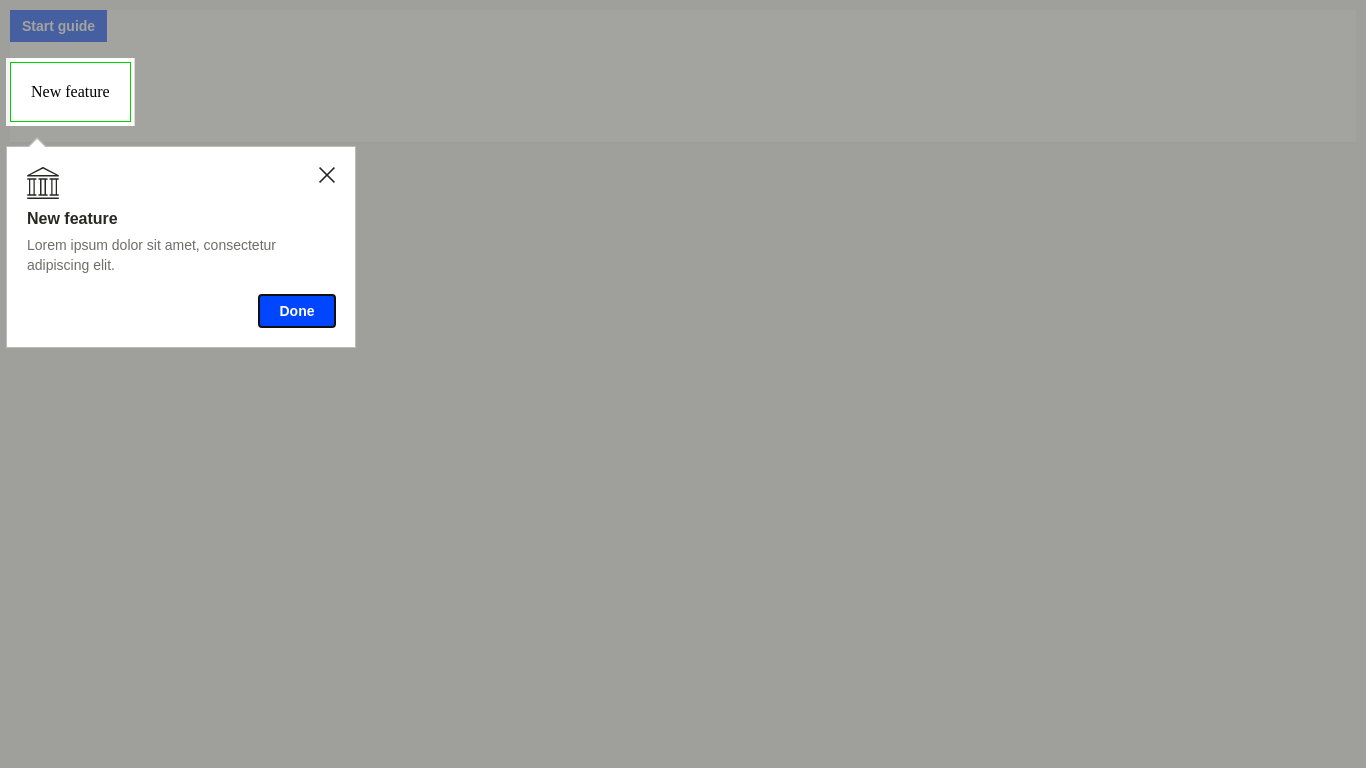 Start guide
New feature
New feature
Lorem ipsum dolor sit amet, consectetur
adipiscing elit.
Done